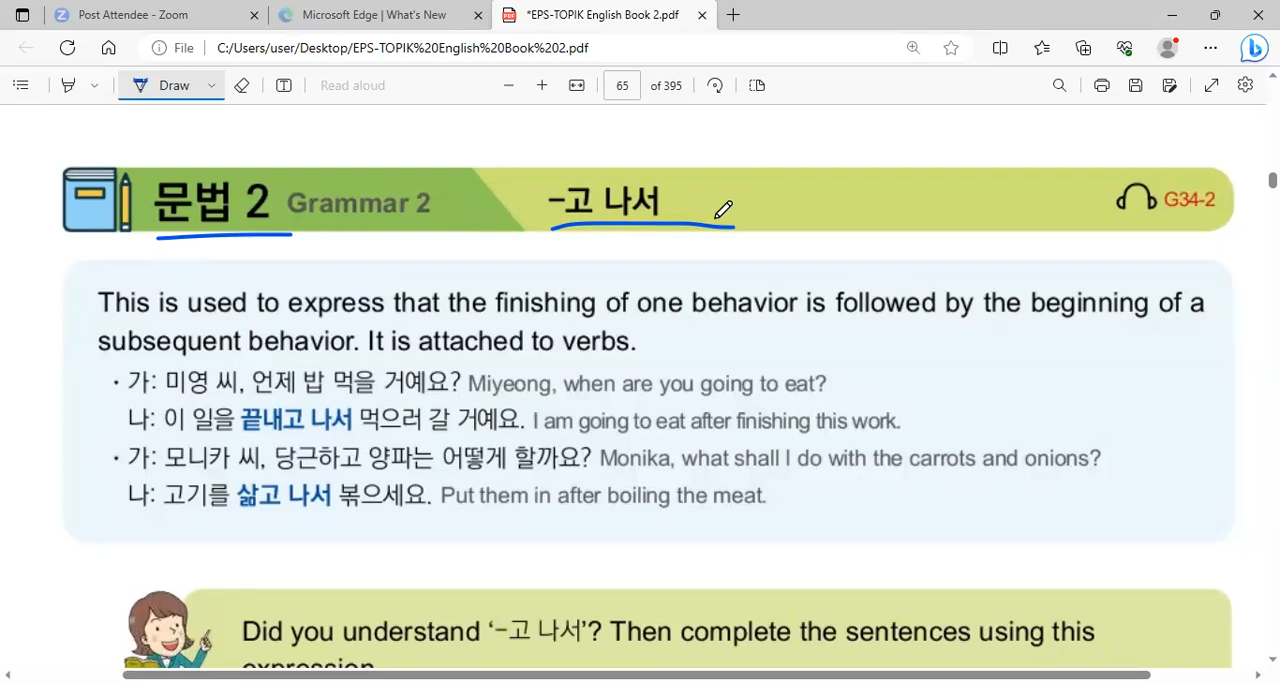 Post Attendee - Zoom
Microsoft Edge | What's New
*EPS-TOPIK English Book 2.pdf
File C:/Users/user/Desktop/EPS-TOPIK%20English%20Book%202.pdf
Draw Read aloud 65 of 395
문법 2 Grammar 2 -고 나서 G34-2
This is used to express that the finishing of one behavior is followed by the beginning of a
subsequent behavior. It is attached to verbs.
· 가: 미영 씨, 언제 밥 먹을 거예요? Miyeong, when are you going to eat?
나: 이 일을 끝내고 나서 먹으러 갈 거예요. I am going to eat after finishing this work.
· 가: 모니카 씨, 당근하고 양파는 어떻게 할까요? Monika, what shall I do with the carrots and onions?
나: 고기를 삶고 나서 볶으세요. Put them in after boiling the meat.
Did you understand ‘-고 나서’? Then complete the sentences using this
expression